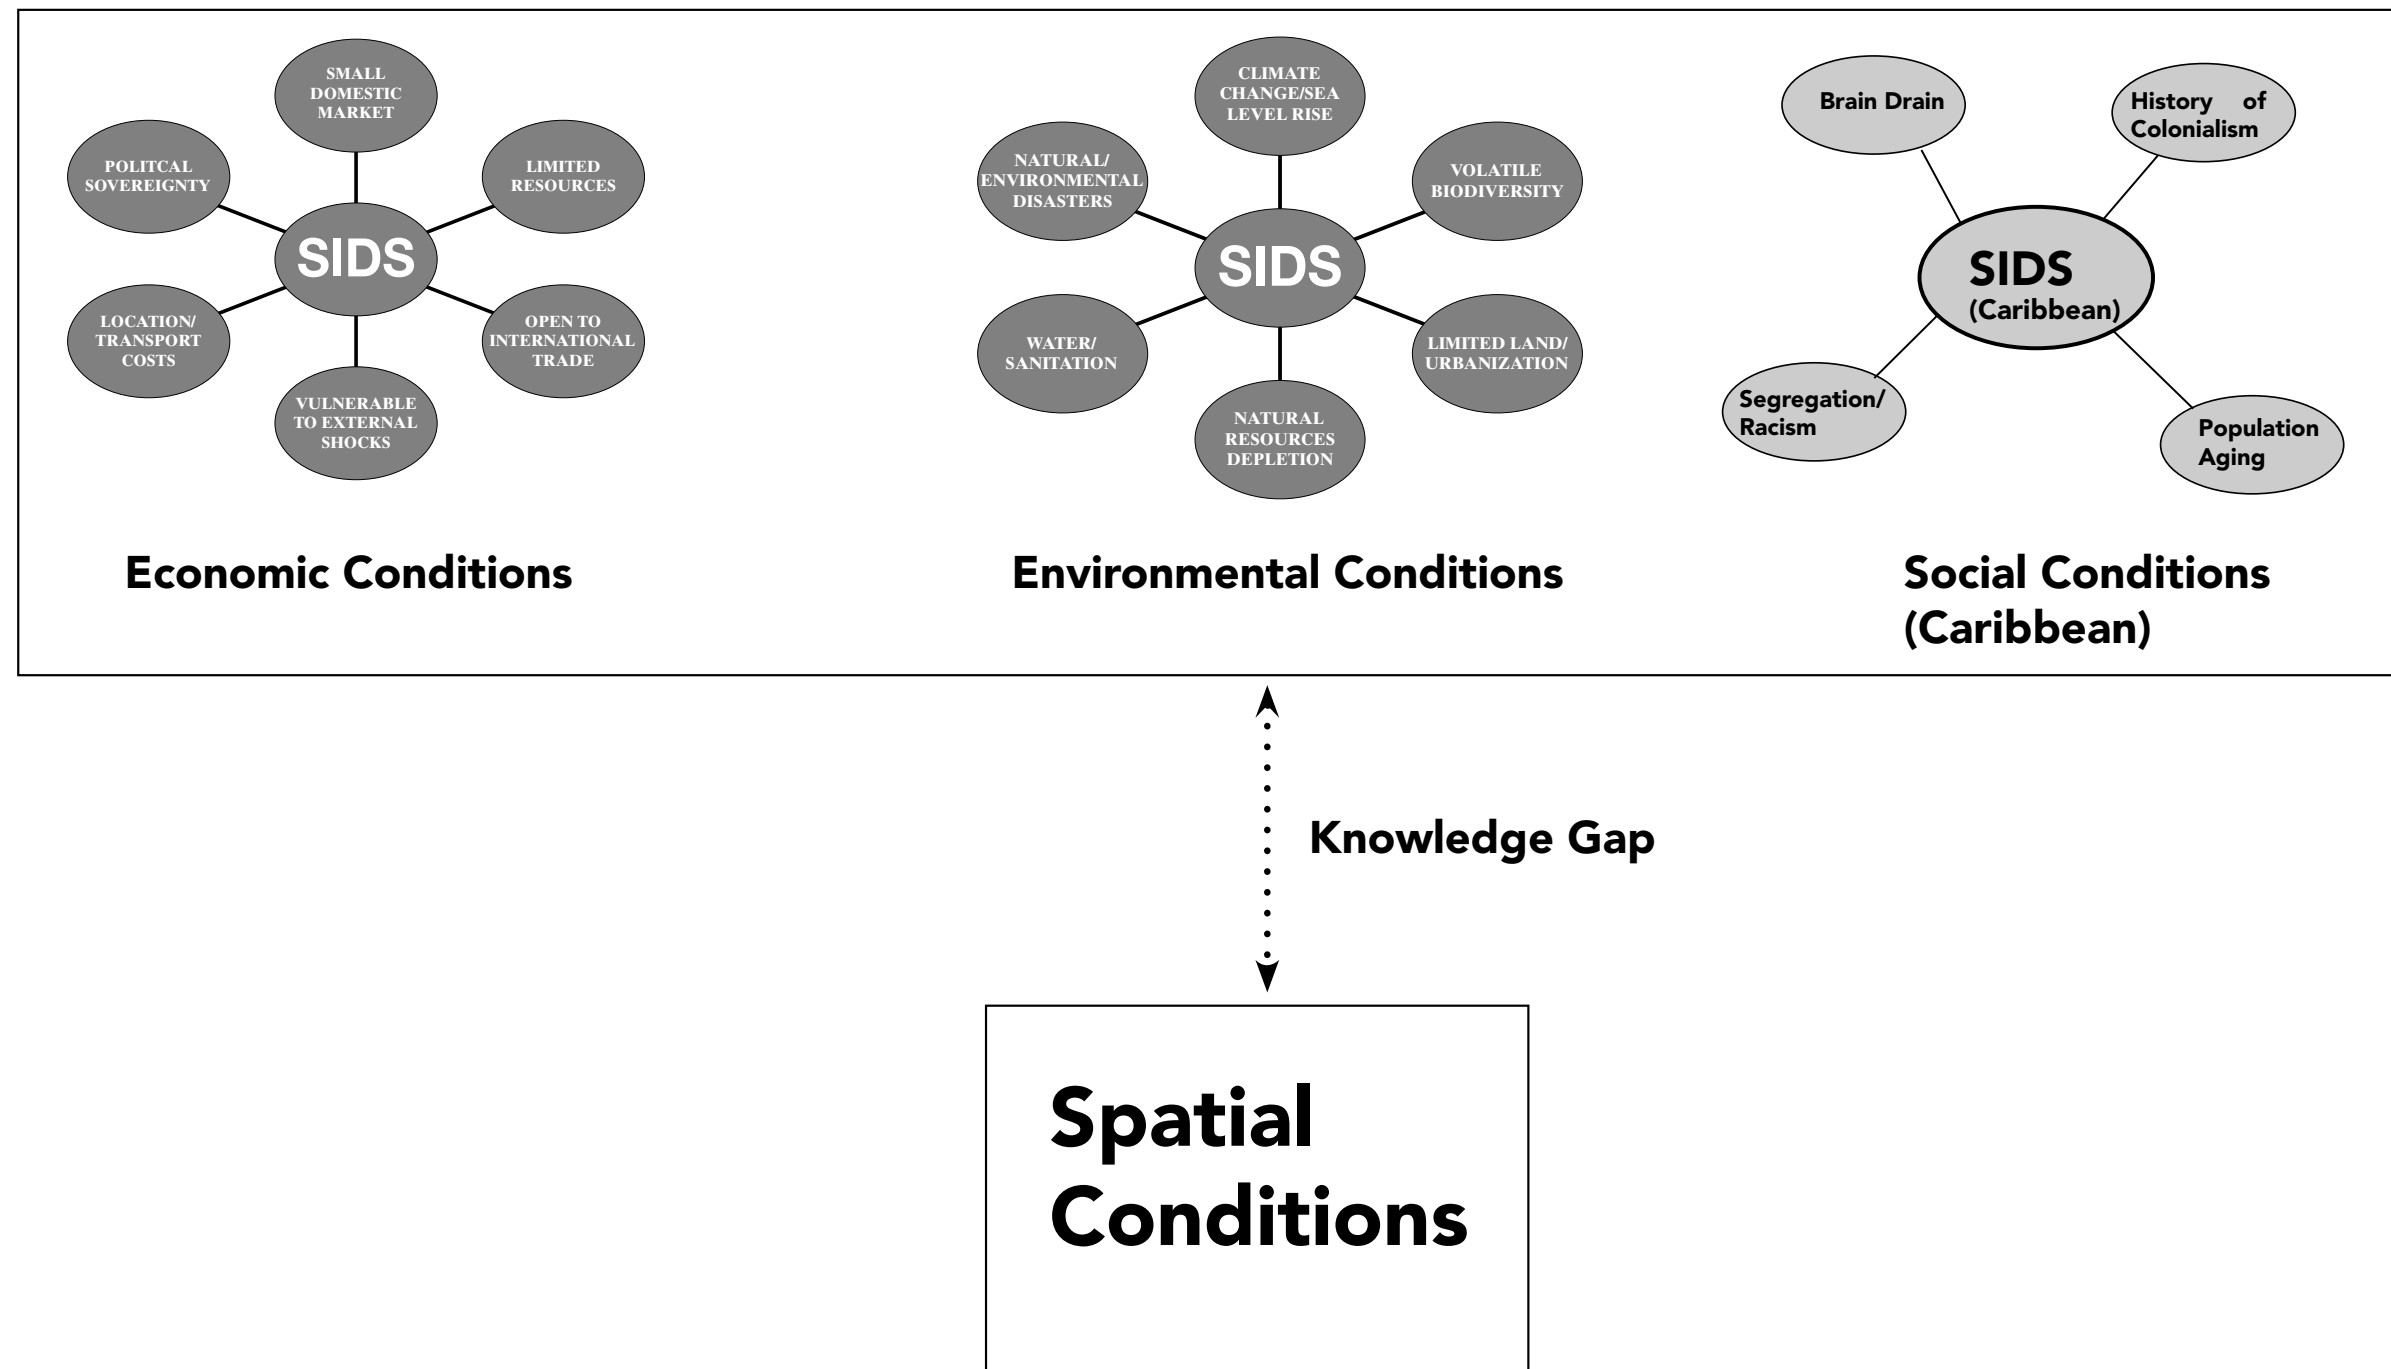 SMALL
DOMESTIC
MARKET
POLITCAL
SOVEREIGNTY
LIMITED
RESOURCES
SIDS
LOCATION/
TRANSPORT
COSTS
OPEN TO
INTERNATIONAL
TRADE
VULNERABLE
TO EXTERNAL
SHOCKS
Economic Conditions
CLIMATE
CHANGE/SEA
LEVEL RISE
NATURAL/
ENVIRONMENTAL
DISASTERS
VOLATILE
BIODIVERSITY
SIDS
WATER/
SANITATION
LIMITED LAND/
URBANIZATION
NATURAL
RESOURCES
DEPLETION
Environmental Conditions
Brain Drain
History of
Colonialism
SIDS
(Caribbean)
Segregation/
Racism
Population
Aging
Social Conditions
(Caribbean)
Knowledge Gap
Spatial
Conditions